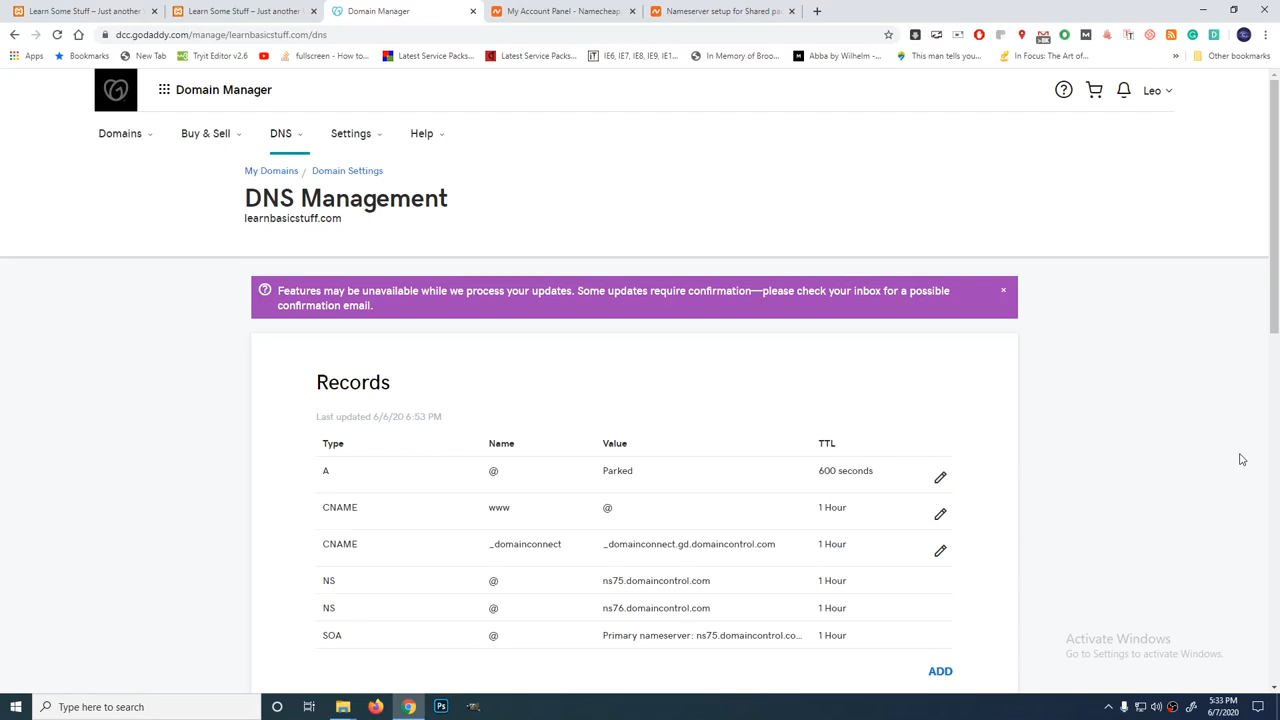 Learn Some Stuff – Just another
Learn Some Stuff – Just another
Domain Manager
My Account Panel - Namecheap
Nameserver setup for Shared pa
dcc.godaddy.com/manage/learnbasicstuff.com/dns
Apps
Bookmarks
New Tab
Tryit Editor v2.6
fullscreen - How to...
Latest Service Packs...
Latest Service Packs...
IE6, IE7, IE8, IE9, IE1...
In Memory of Broo...
Abba by Wilhelm -...
This man tells you...
In Focus: The Art of...
»
Other bookmarks
Domain Manager
Leo
Domains
Buy & Sell
DNS
Settings
Help
My Domains / Domain Settings
DNS Management
learnbasicstuff.com
Features may be unavailable while we process your updates. Some updates require confirmation—please check your inbox for a possible
confirmation email.
Records
Last updated 6/6/20 6:53 PM
Type Name Value TTL
A @ Parked 600 seconds
CNAME www @ 1 Hour
CNAME _domainconnect _domainconnect.gd.domaincontrol.com 1 Hour
NS @ ns75.domaincontrol.com 1 Hour
NS @ ns76.domaincontrol.com 1 Hour
SOA @ Primary nameserver: ns75.domaincontrol.co... 1 Hour
Activate Windows
Go to Settings to activate Windows.
ADD
Type here to search
Ps
5:33 PM
6/7/2020